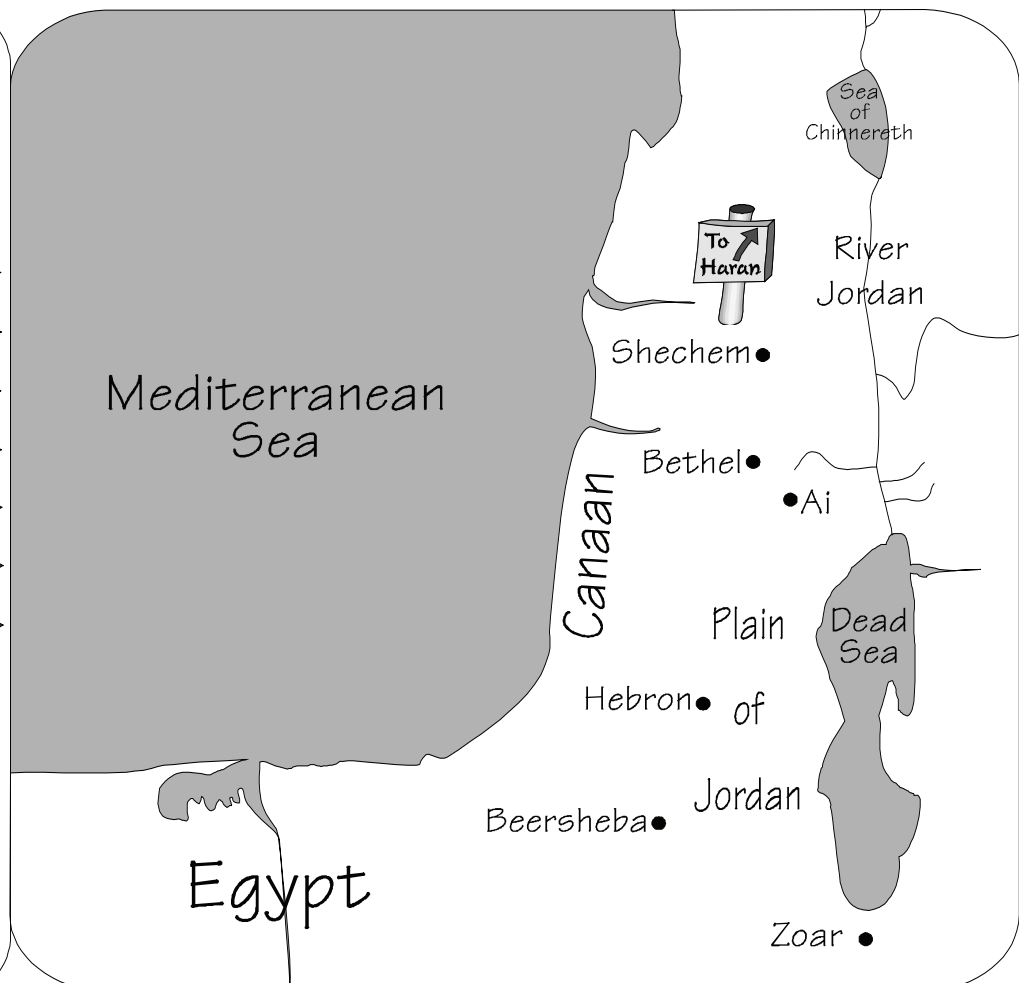 Sea
of
Chinnereth
To
Haran
River
Jordan
Shechem
Mediterranean
Sea
Bethel
Ai
Canaan
Plain
of
Jordan
Dead
Sea
Hebron
Beersheba
Egypt
Zoar